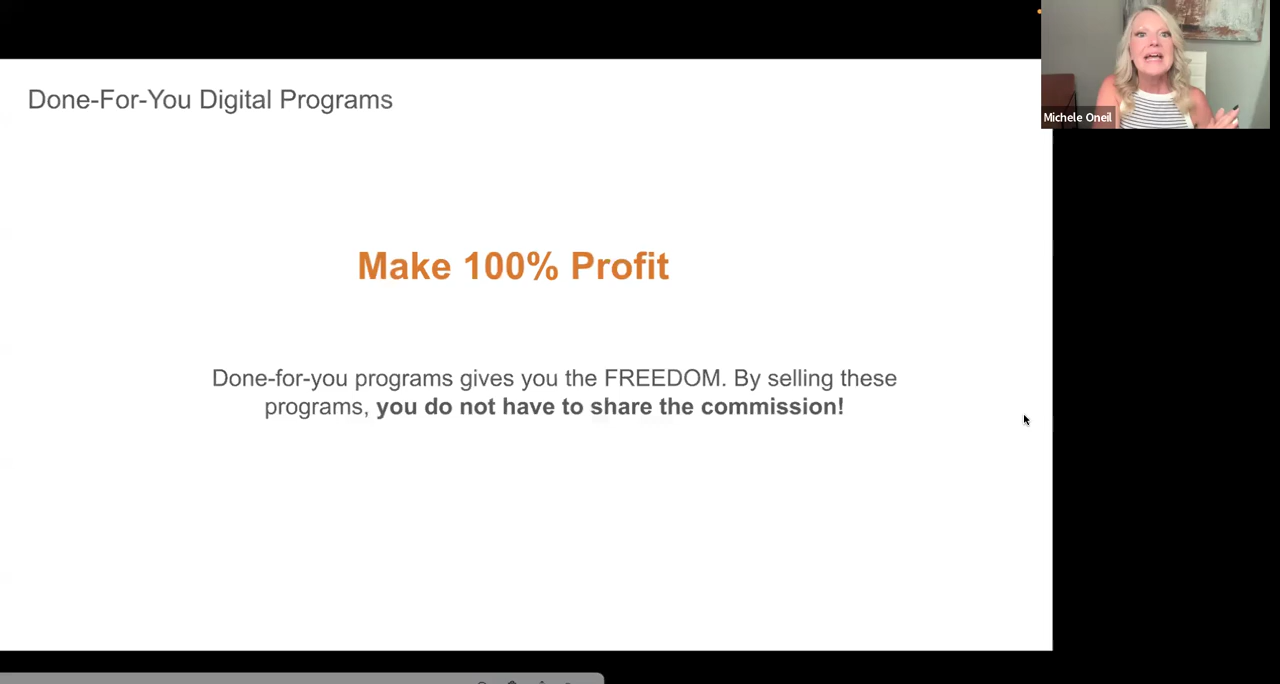 Done-For-You Digital Programs
Michele Oneil
Make 100% Profit
Done-for-you programs gives you the FREEDOM. By selling these
programs, you do not have to share the commission!